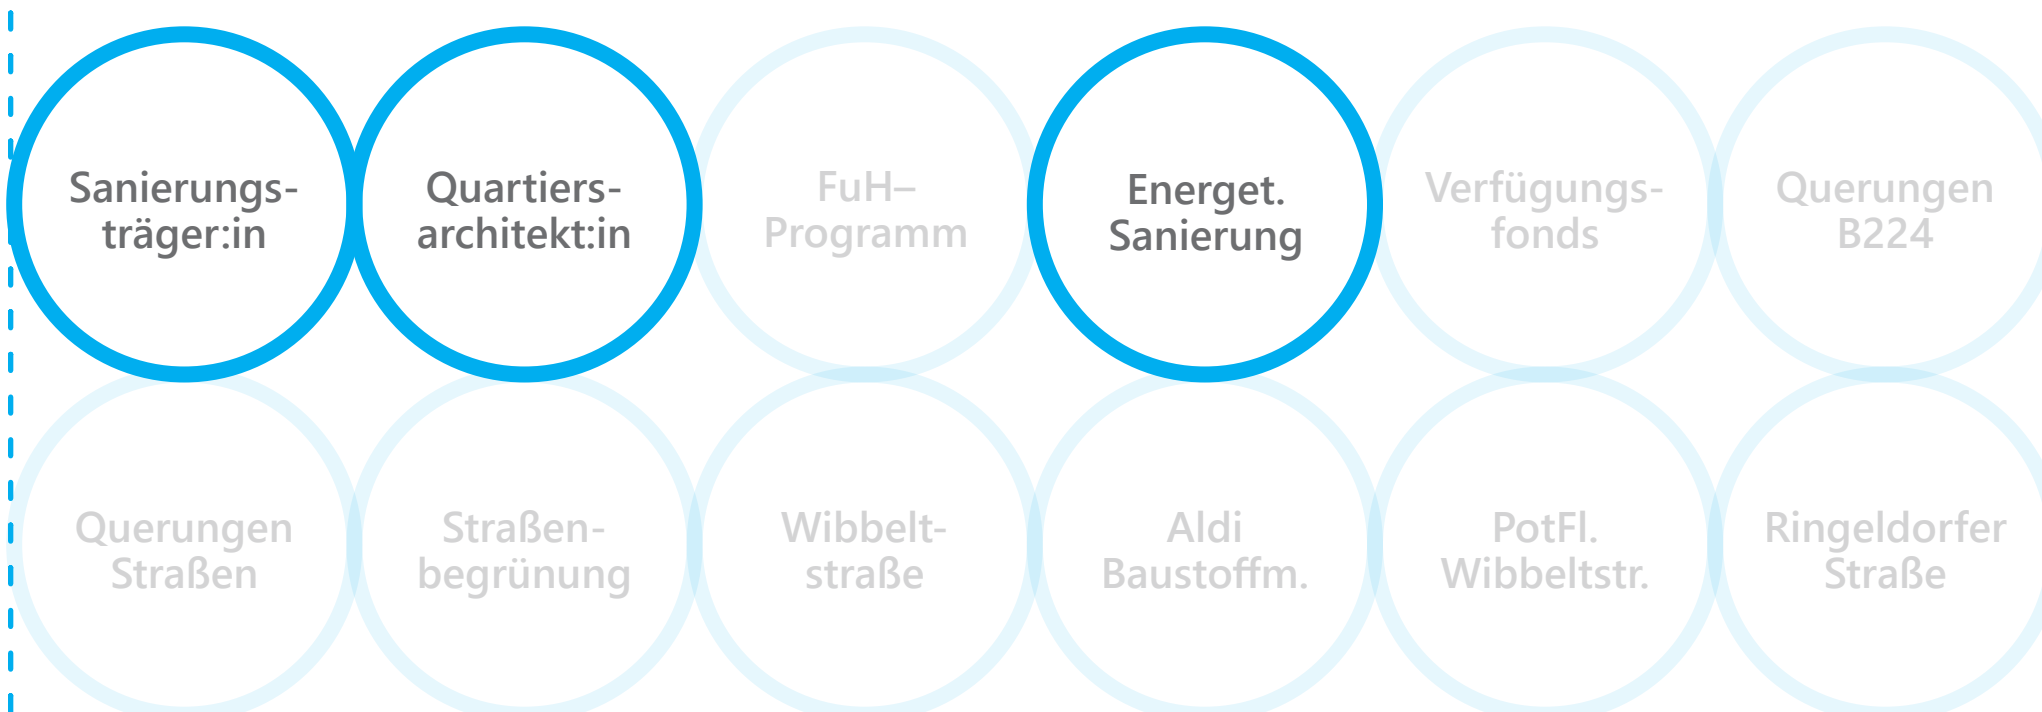 Sanierungs-
träger:in
Quartiers-
architekt:in
FuH–
Programm
Energet.
Sanierung
Verfügungs-
fonds
Querungen
B224
Querungen
Straßen
Straßen-
begrünung
Wibbelt-
straße
Aldi
Baustoffm.
PotFl.
Wibbeltstr.
Ringeldorfer
Straße